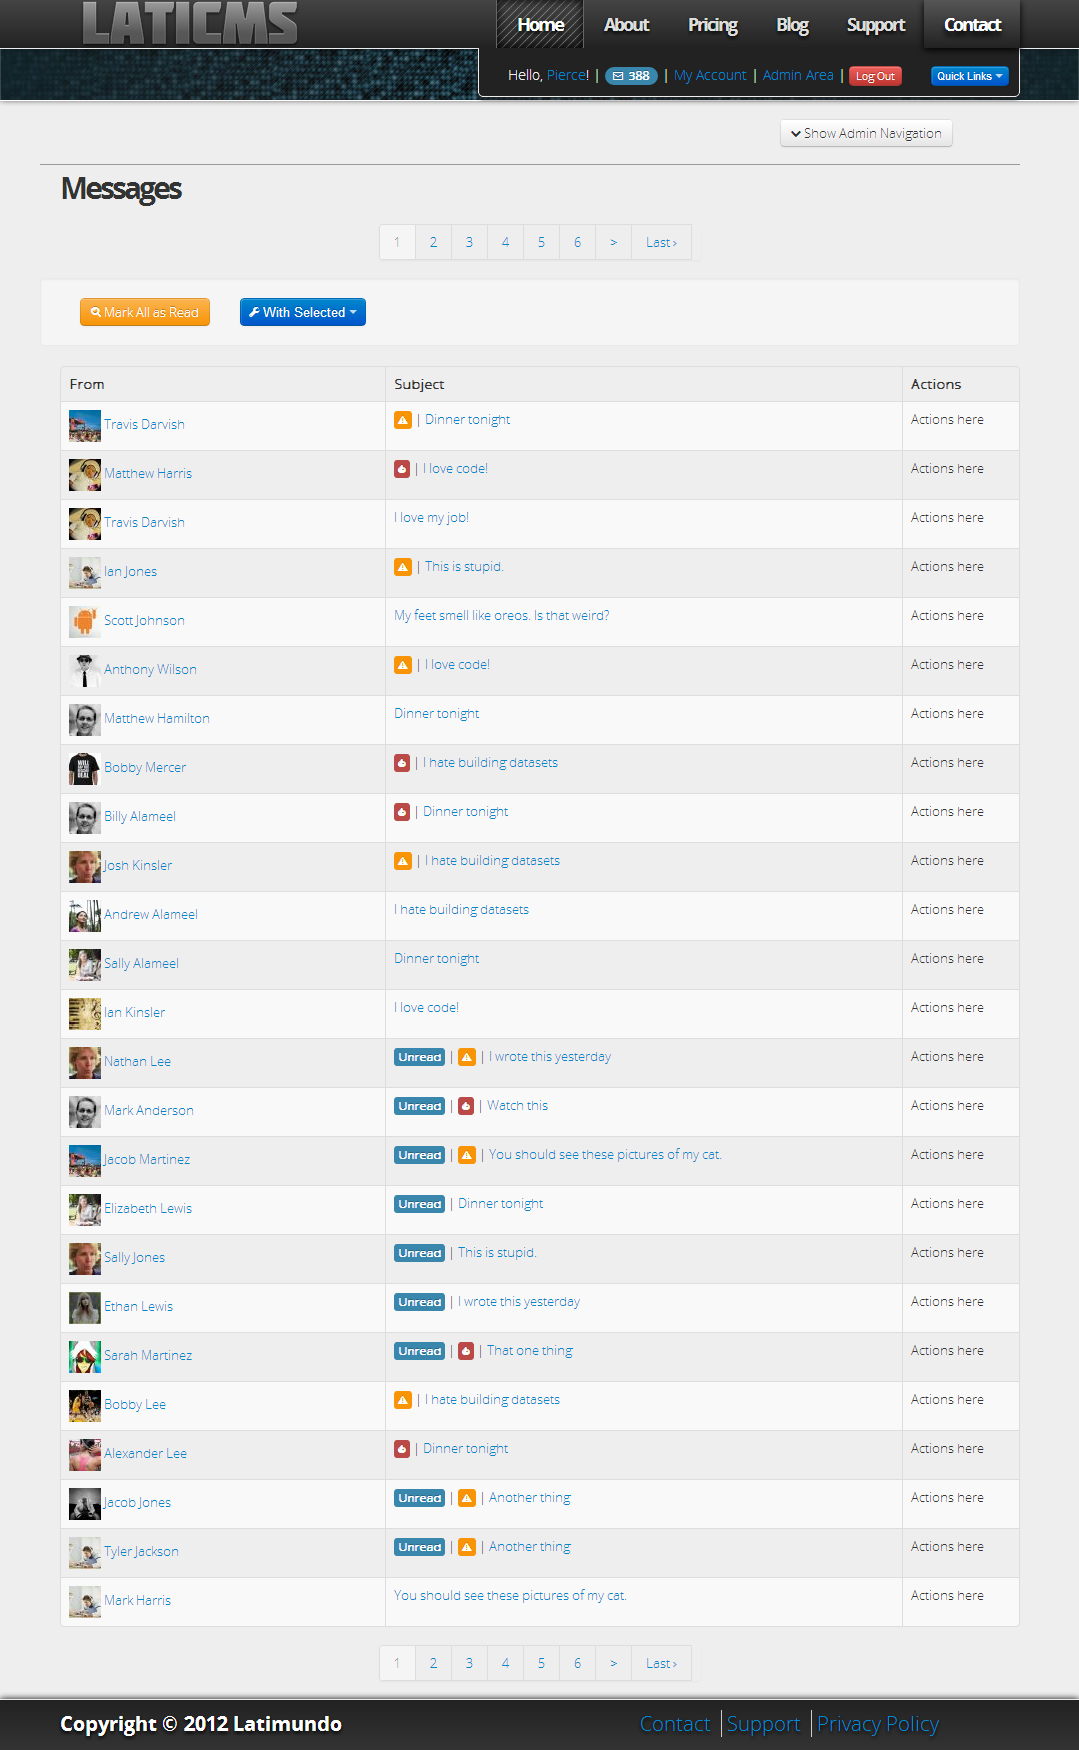 LATICMS
Home About Pricing Blog Support Contact
Hello, Pierce! | 388 | My Account | Admin Area | Log Out Quick Links
Show Admin Navigation
Messages
1 2 3 4 5 6 > Last ›
Mark All as Read With Selected
From Subject Actions
Travis Darvish | Dinner tonight Actions here
Matthew Harris | I love code! Actions here
Travis Darvish I love my job! Actions here
Ian Jones | This is stupid. Actions here
Scott Johnson My feet smell like oreos. Is that weird? Actions here
Anthony Wilson | I love code! Actions here
Matthew Hamilton Dinner tonight Actions here
Bobby Mercer | I hate building datasets Actions here
Billy Alameel | Dinner tonight Actions here
Josh Kinsler | I hate building datasets Actions here
Andrew Alameel I hate building datasets Actions here
Sally Alameel Dinner tonight Actions here
Ian Kinsler I love code! Actions here
Nathan Lee Unread | | I wrote this yesterday Actions here
Mark Anderson Unread | | Watch this Actions here
Jacob Martinez Unread | | You should see these pictures of my cat. Actions here
Elizabeth Lewis Unread | Dinner tonight Actions here
Sally Jones Unread | This is stupid. Actions here
Ethan Lewis Unread | I wrote this yesterday Actions here
Sarah Martinez Unread | | That one thing Actions here
Bobby Lee | I hate building datasets Actions here
Alexander Lee | Dinner tonight Actions here
Jacob Jones Unread | | Another thing Actions here
Tyler Jackson Unread | | Another thing Actions here
Mark Harris You should see these pictures of my cat. Actions here
1 2 3 4 5 6 > Last ›
Copyright © 2012 Latimundo Contact | Support | Privacy Policy